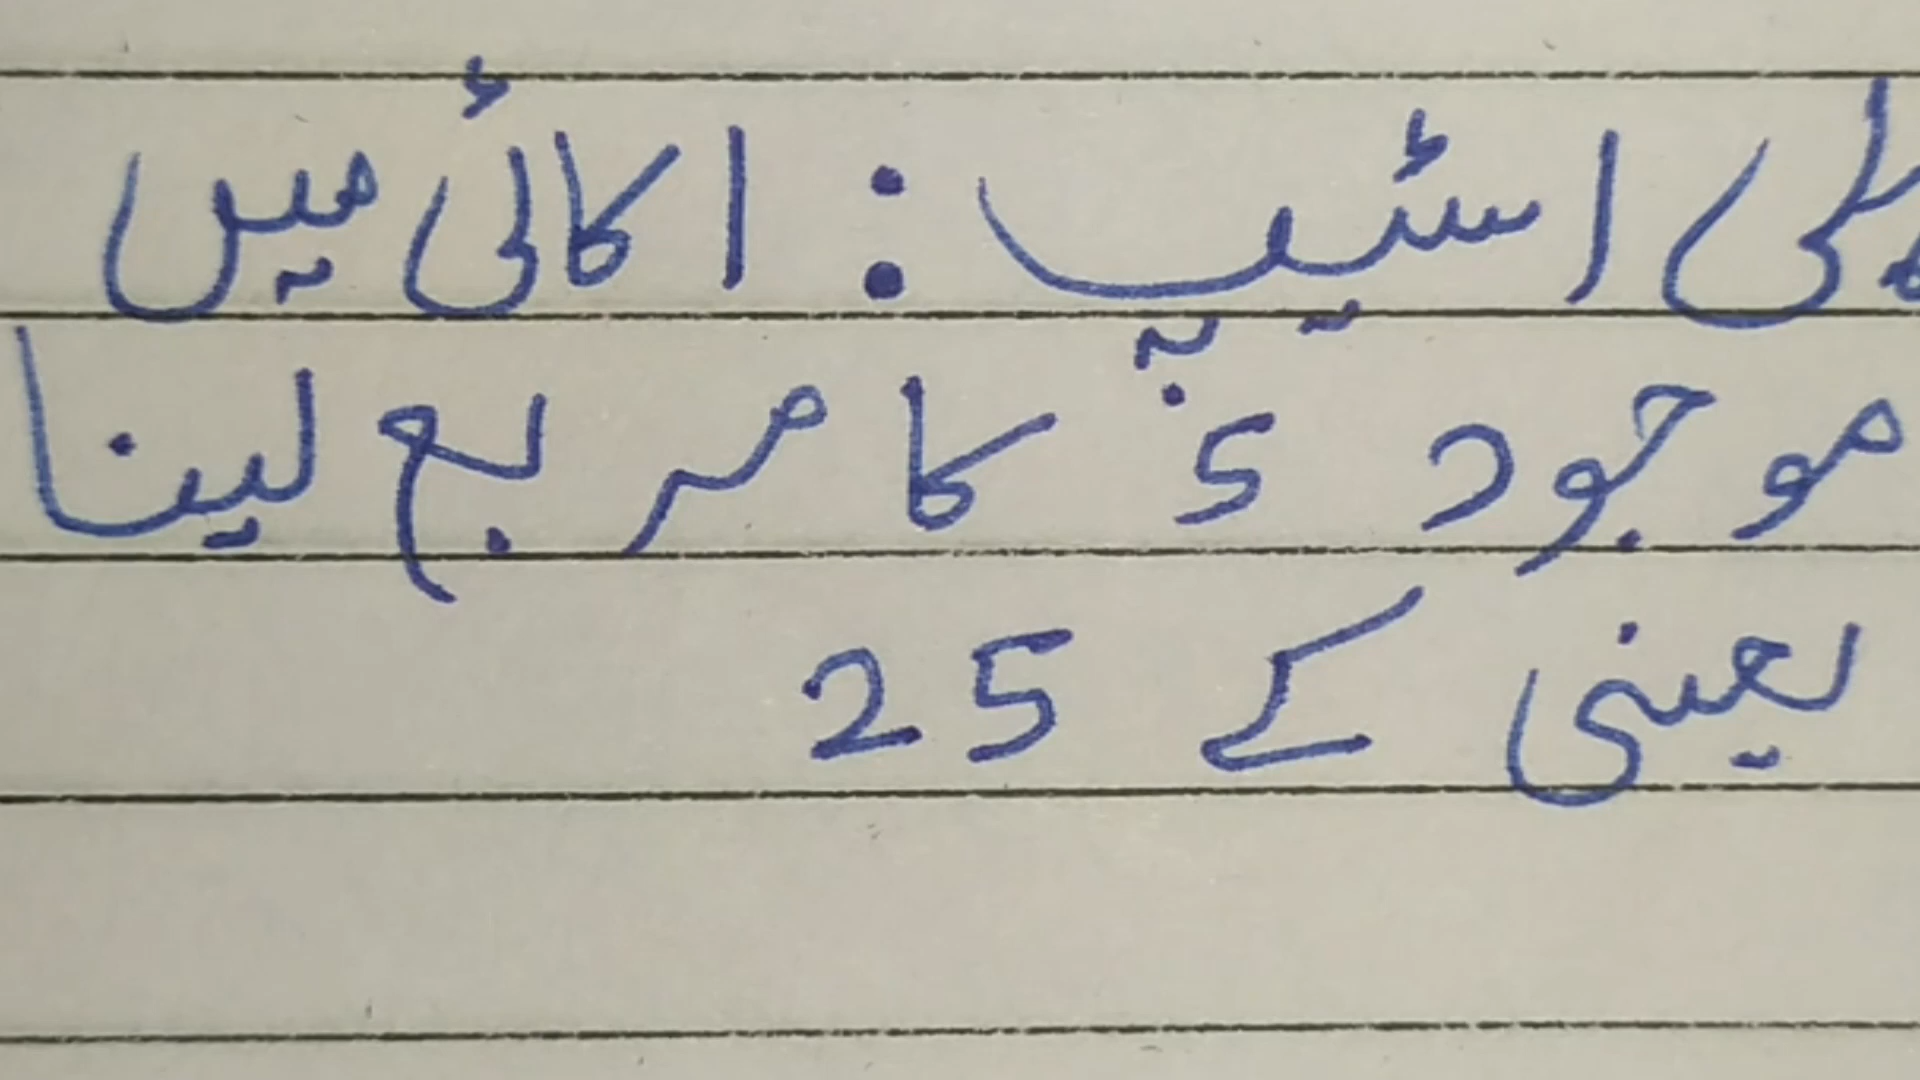 اسٹیپ : اکائی میں
موجود 5 کا مربع لینا
یعنی کے 25